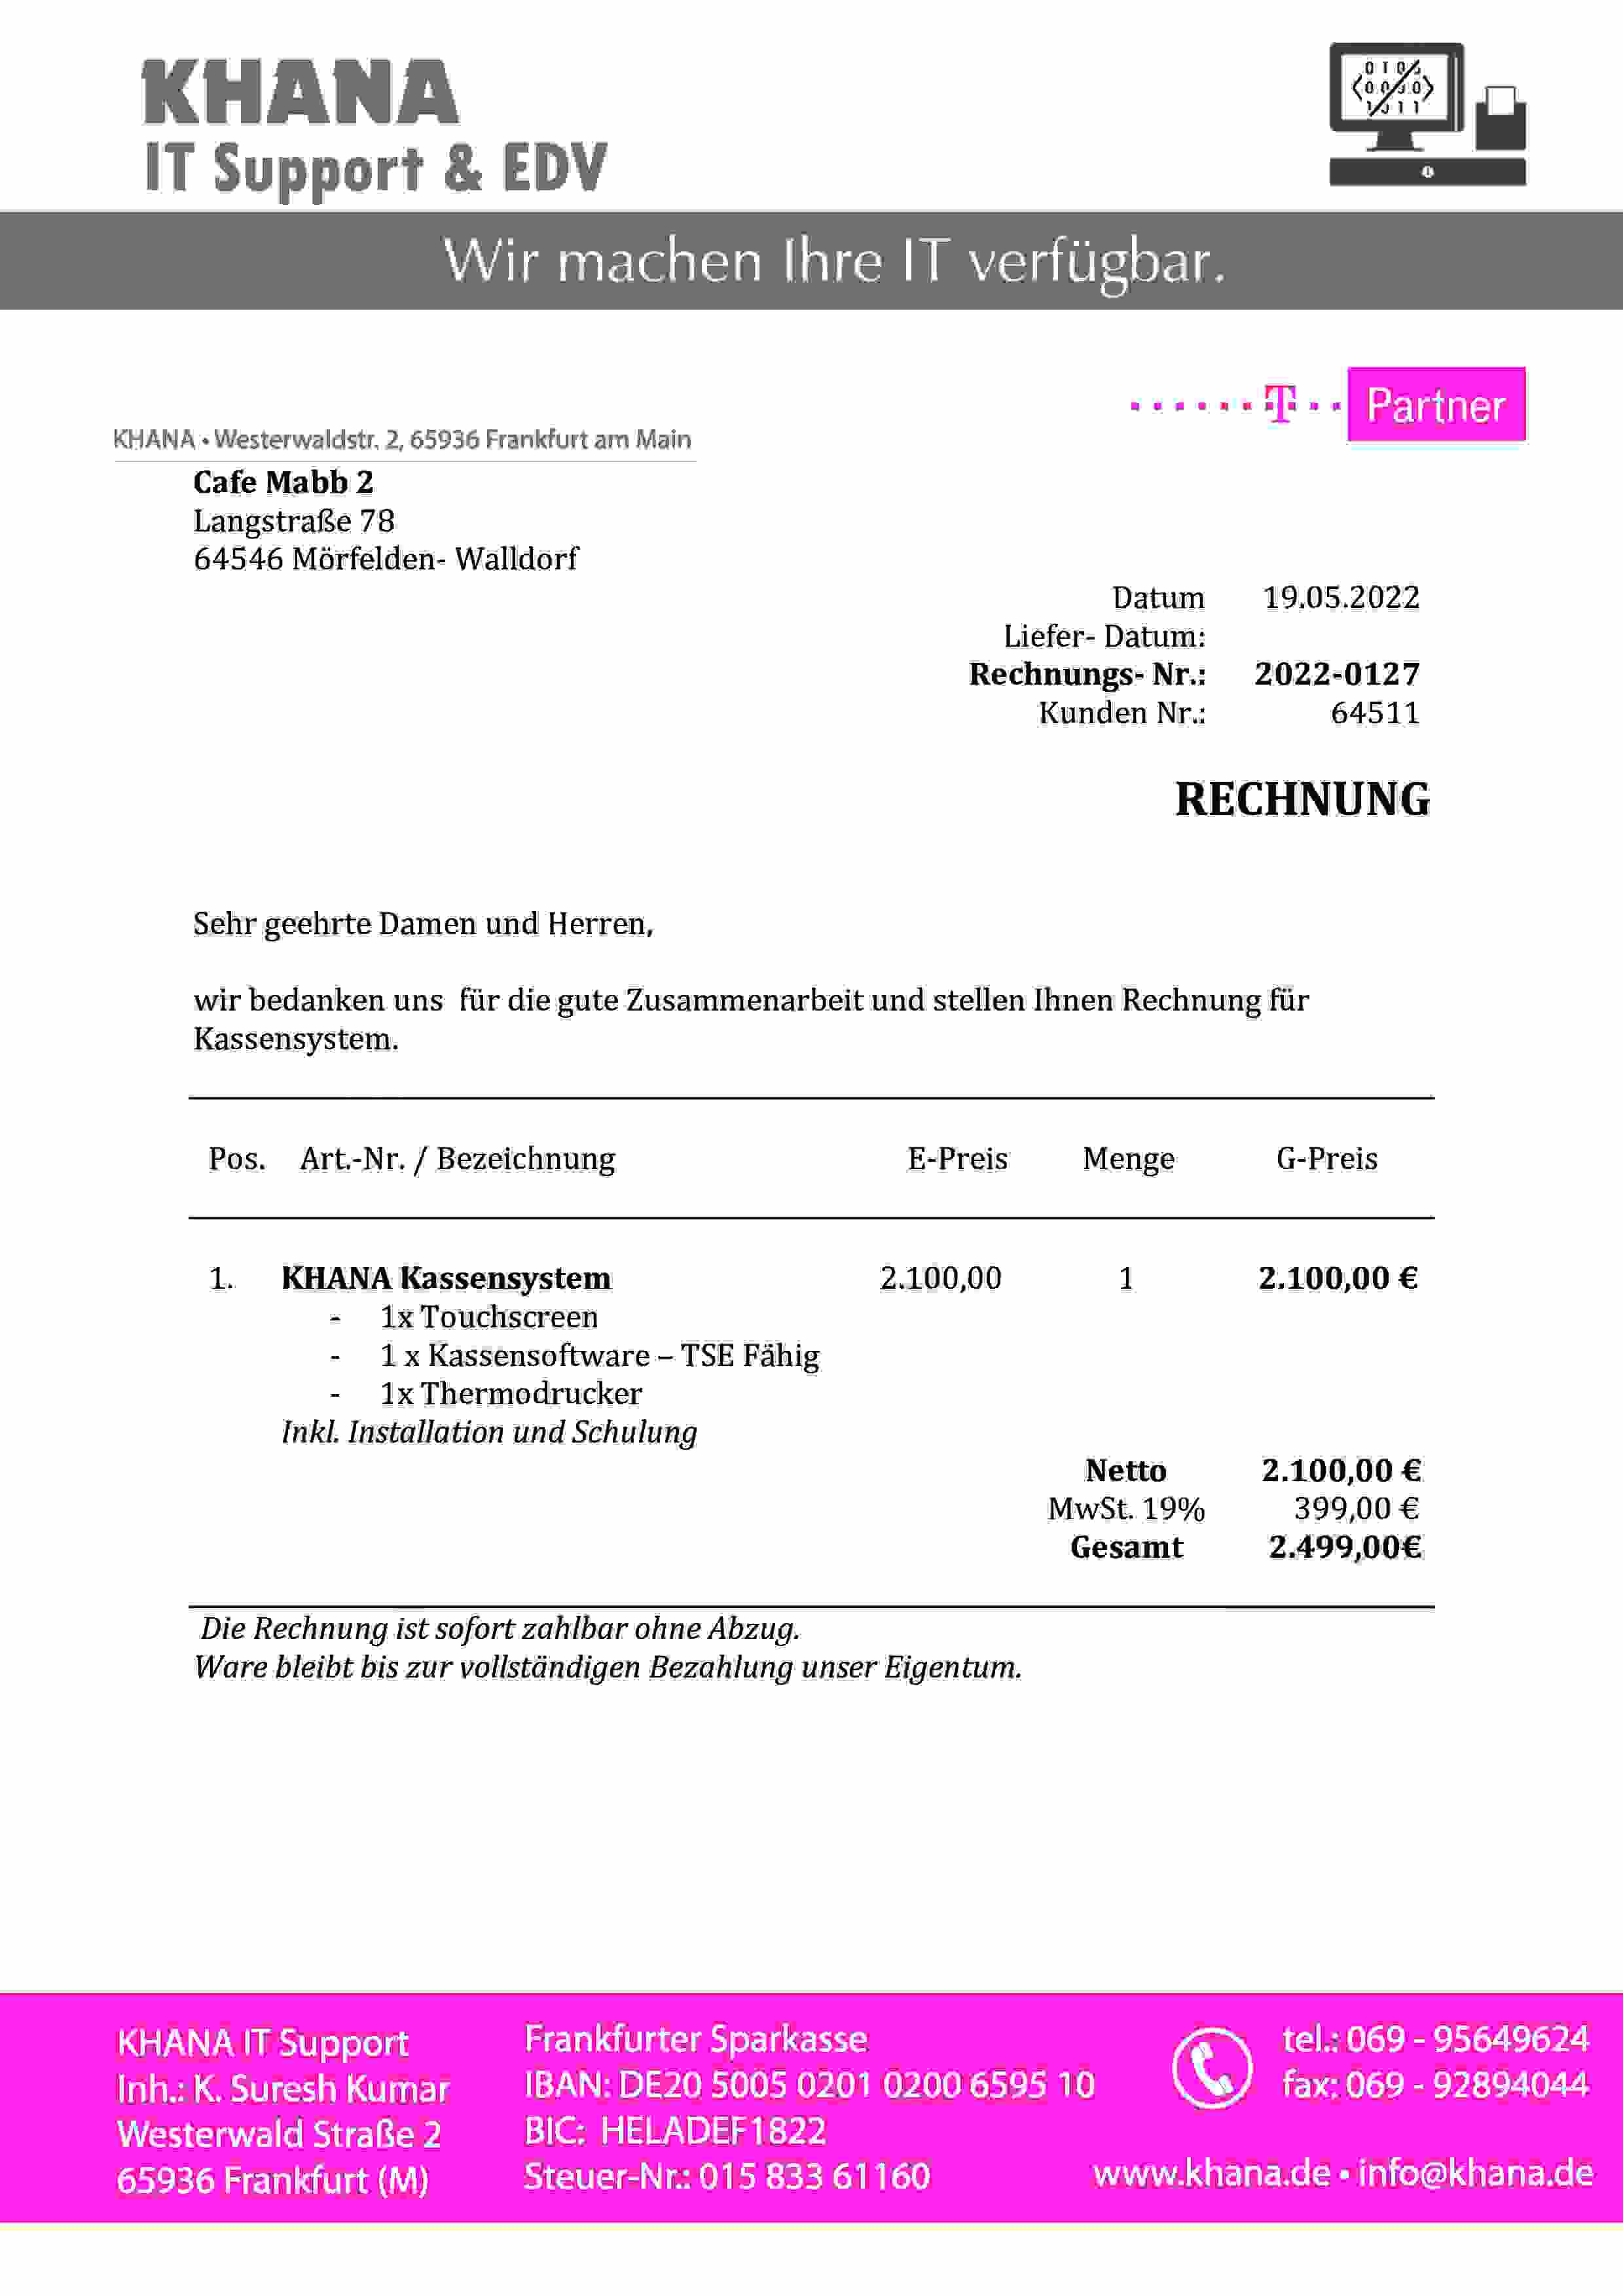 KHANA
IT Support & EDV
Wir machen Ihre IT verfügbar.
T Partner
KHANA • Westerwaldstr. 2, 65936 Frankfurt am Main
Cafe Mabb 2
Langstraße 78
64546 Mörfelden- Walldorf
Datum 19.05.2022
Liefer- Datum:
Rechnungs- Nr.: 2022-0127
Kunden Nr.: 64511
RECHNUNG
Sehr geehrte Damen und Herren,
wir bedanken uns für die gute Zusammenarbeit und stellen Ihnen Rechnung für
Kassensystem.
Pos. Art.-Nr. / Bezeichnung E-Preis Menge G-Preis
1. KHANA Kassensystem 2.100,00 1 2.100,00 €
- 1x Touchscreen
- 1 x Kassensoftware – TSE Fähig
- 1x Thermodrucker
Inkl. Installation und Schulung
Netto 2.100,00 €
MwSt. 19% 399,00 €
Gesamt 2.499,00€
Die Rechnung ist sofort zahlbar ohne Abzug.
Ware bleibt bis zur vollständigen Bezahlung unser Eigentum.
KHANA IT Support
Inh.: K. Suresh Kumar
Westerwald Straße 2
65936 Frankfurt (M)
Frankfurter Sparkasse
IBAN: DE20 5005 0201 0200 6595 10
BIC: HELADEF1822
Steuer-Nr.: 015 833 61160
tel.: 069 - 95649624
fax: 069 - 92894044
www.khana.de • info@khana.de